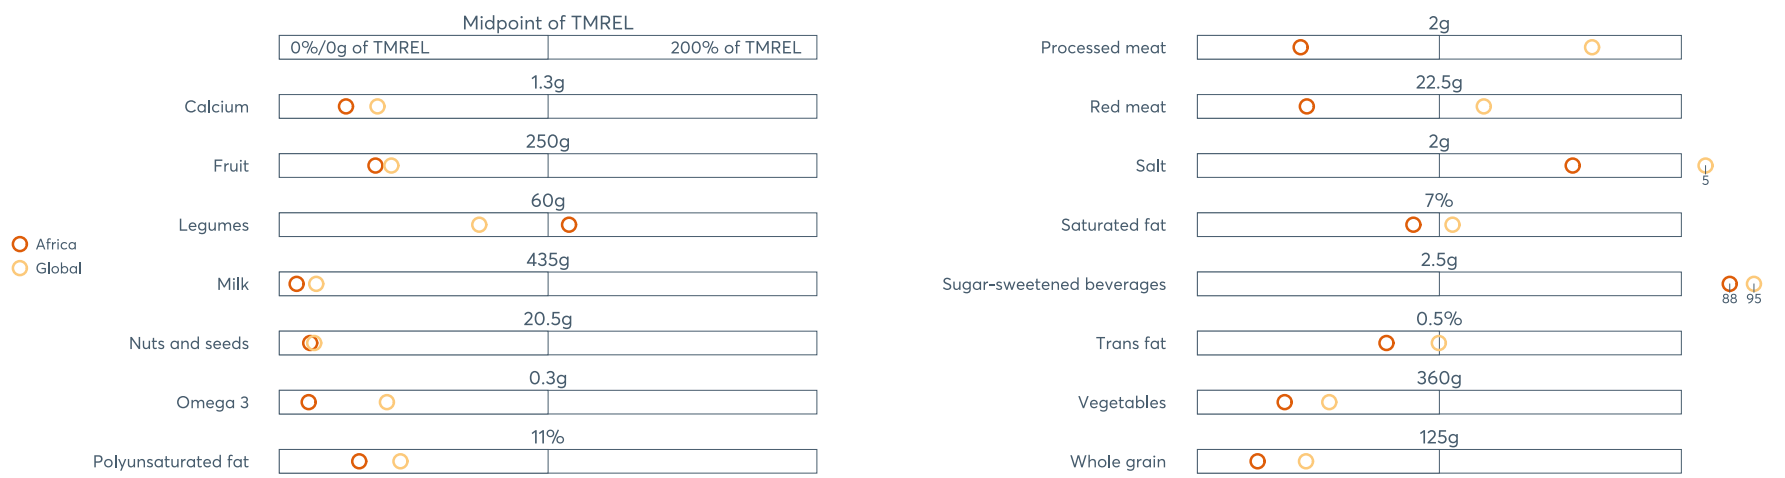 Midpoint of TMREL
0%/0g of TMREL 200% of TMREL
1.3g
Calcium
250g
Fruit
60g
Legumes
435g
Milk
20.5g
Nuts and seeds
0.3g
Omega 3
11%
Polyunsaturated fat
Africa
Global
2g
Processed meat
22.5g
Red meat
2g
Salt
5
7%
Saturated fat
2.5g
Sugar-sweetened beverages
88 95
0.5%
Trans fat
360g
Vegetables
125g
Whole grain